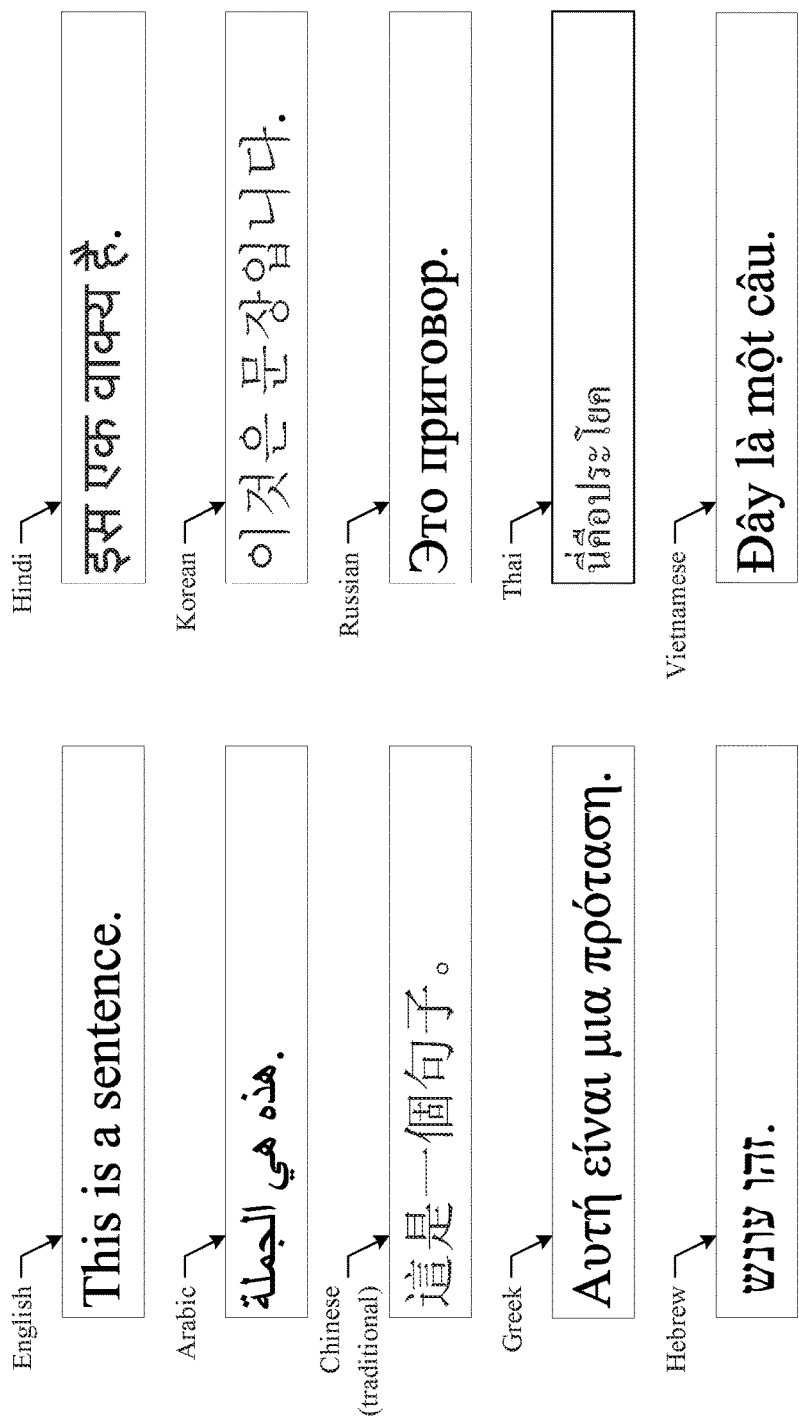 English
This is a sentence.
Arabic
هذه هي الجملة.
Chinese
(traditional)
這是一個句子。
Greek
Αυτή είναι μια πρόταση.
Hebrew
זהו עונש.
Hindi
इस एक वाक्य है.
Korean
이것은 문장입니다.
Russian
Это приговор.
Thai
นี่คือประโยค
Vietnamese
Đây là một câu.